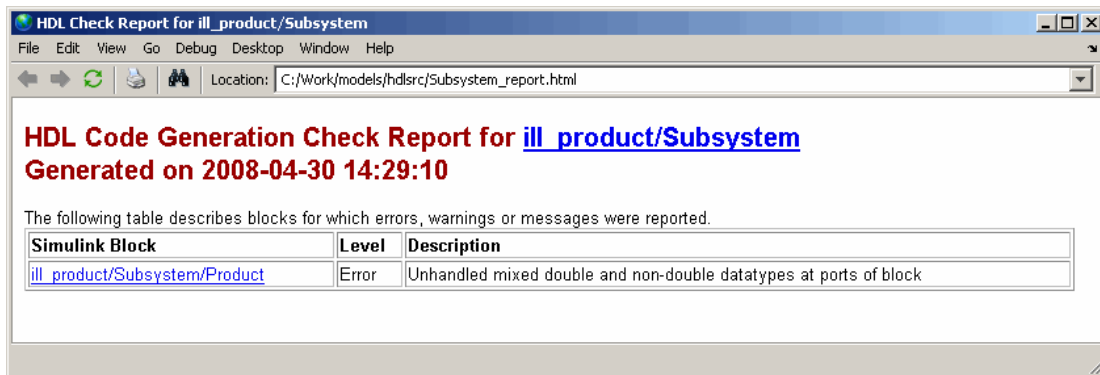 HDL Check Report for ill_product/Subsystem
File Edit View Go Debug Desktop Window Help
Location: C:/Work/models/hdlsrc/Subsystem_report.html
HDL Code Generation Check Report for ill_product/Subsystem
Generated on 2008-04-30 14:29:10
The following table describes blocks for which errors, warnings or messages were reported.
Simulink Block Level Description
ill_product/Subsystem/Product Error Unhandled mixed double and non-double datatypes at ports of block